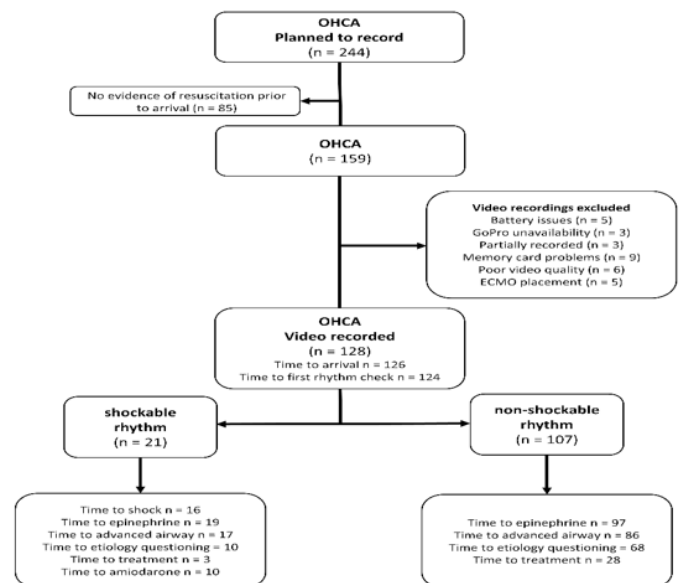 OHCA
Planned to record
(n = 244)
No evidence of resuscitation prior
to arrival (n = 85)
OHCA
(n = 159)
Video recordings excluded
Battery issues (n = 5)
GoPro unavailability (n = 3)
Partially recorded (n = 3)
Memory card problems (n = 9)
Poor video quality (n = 6)
ECMO placement (n = 5)
OHCA
Video recorded
(n = 128)
Time to arrival n = 126
Time to first rhythm check n = 124
shockable
rhythm
(n = 21)
non-shockable
rhythm
(n = 107)
Time to shock n = 16
Time to epinephrine n = 19
Time to advanced airway n = 17
Time to etiology questioning n = 10
Time to treatment n = 3
Time to amiodarone n = 10
Time to epinephrine n = 97
Time to advanced airway n = 86
Time to etiology questioning n = 68
Time to treatment n = 28